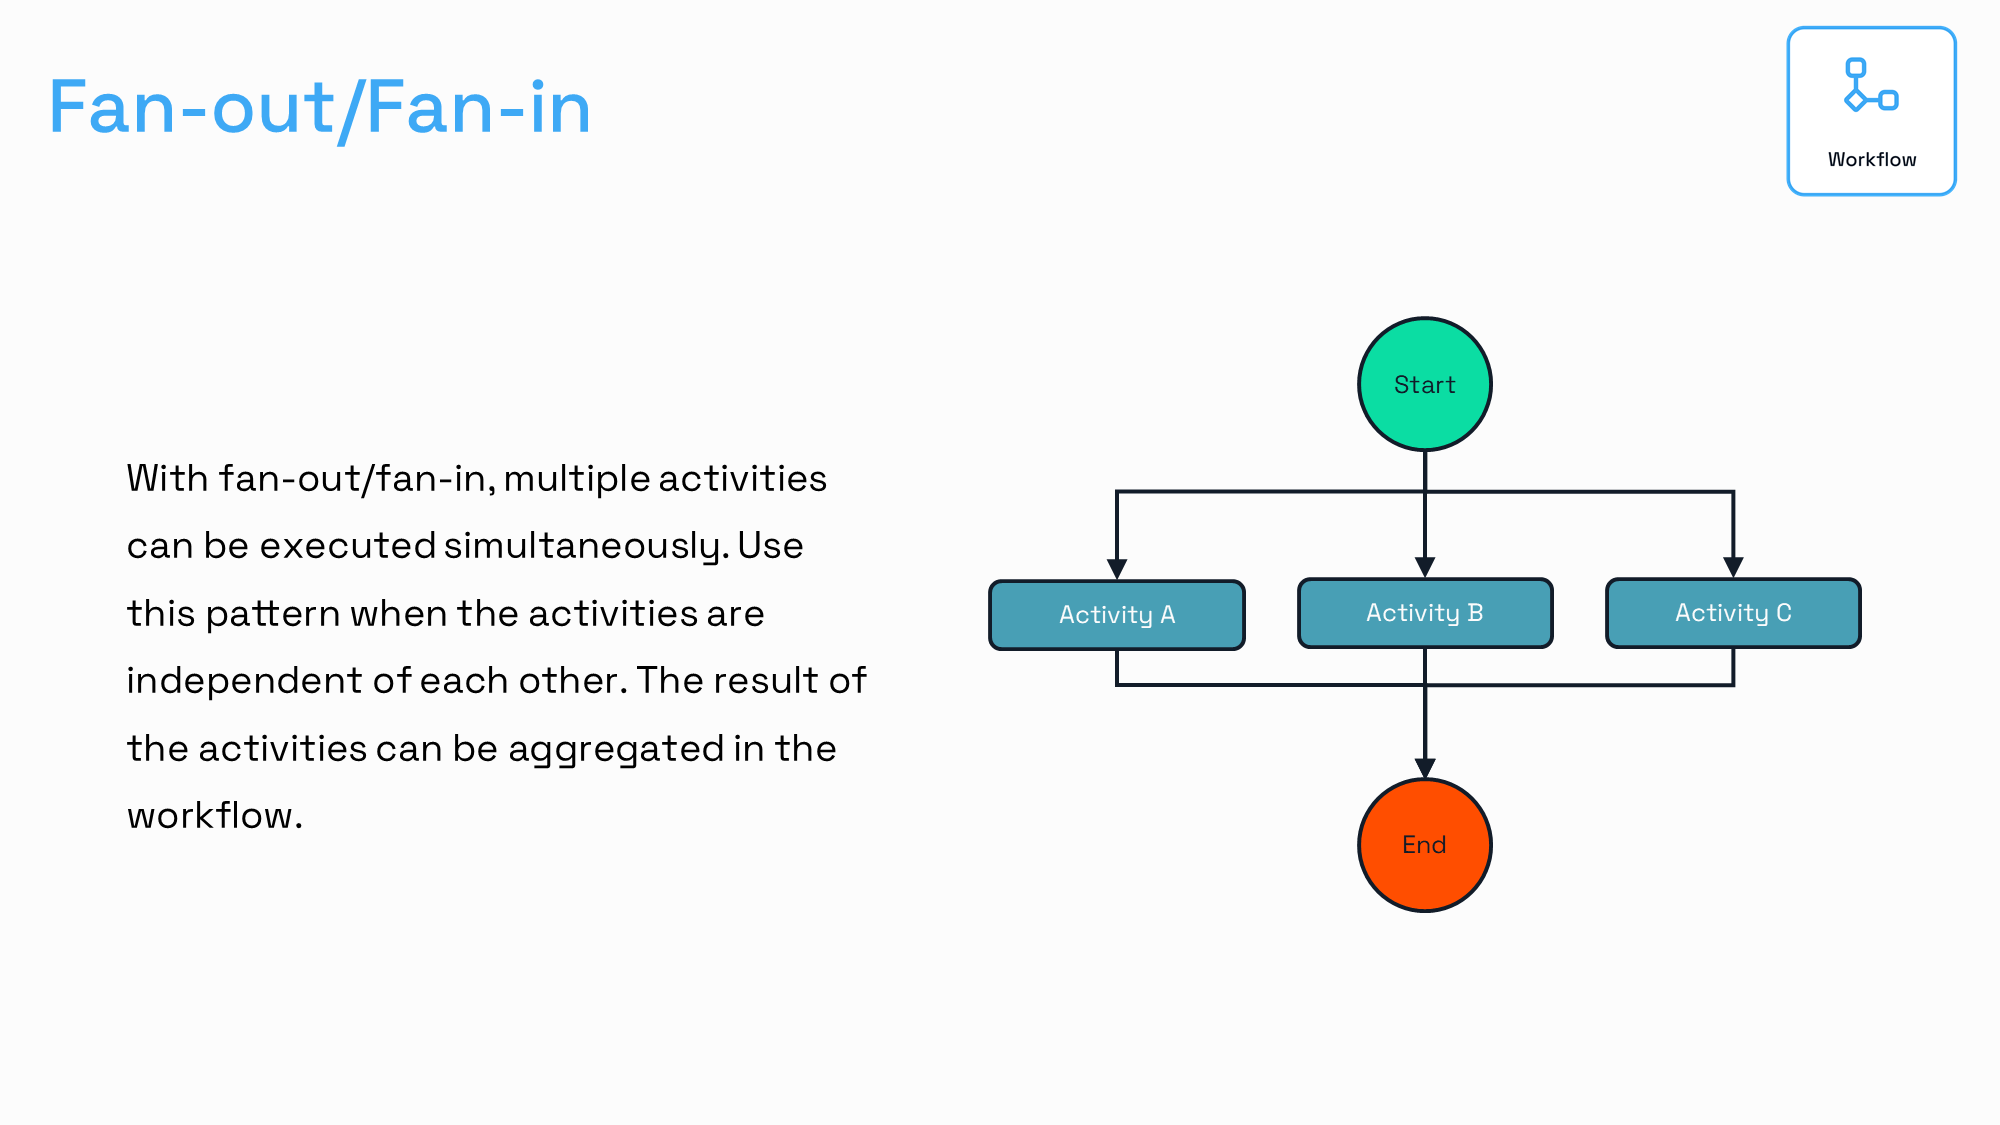 Fan-out/Fan-in
Workflow
With fan-out/fan-in, multiple activities
can be executed simultaneously. Use
this pattern when the activities are
independent of each other. The result of
the activities can be aggregated in the
workflow.
Start
Activity A
Activity B
Activity C
End